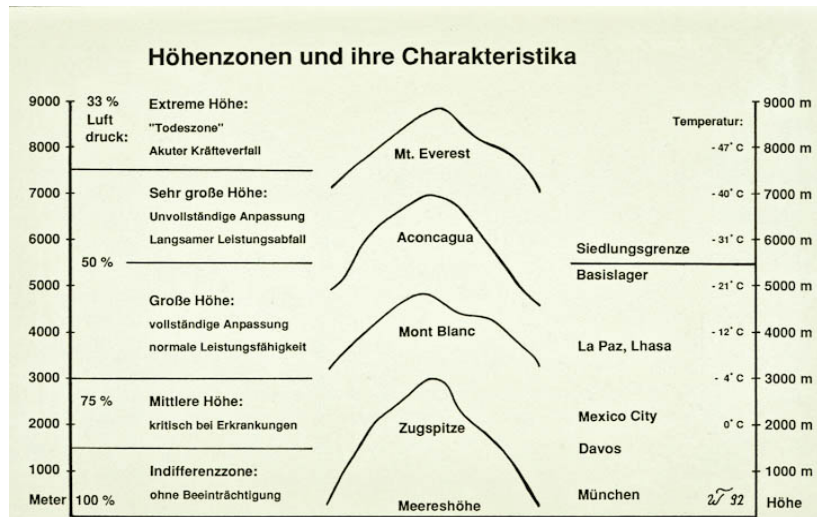 Höhenzonen und ihre Charakteristika
9000
33 %
Extreme Höhe:
9000 m
Luft
druck:
"Todeszone"
Temperatur:
8000
Akuter Kräfteverfall
Mt. Everest
- 47° C
8000 m
7000
Sehr große Höhe:
- 40° C
7000 m
Unvollständige Anpassung
6000
Langsamer Leistungsabfall
Aconcagua
- 31° C
6000 m
Siedlungsgrenze
50 %
Basislager
5000
Große Höhe:
- 21° C
5000 m
4000
vollständige Anpassung
Mont Blanc
- 12° C
4000 m
normale Leistungsfähigkeit
La Paz, Lhasa
3000
- 4° C
3000 m
75 %
Mittlere Höhe:
2000
kritisch bei Erkrankungen
Zugspitze
Mexico City
0° C
2000 m
Davos
1000
Indifferenzzone:
1000 m
Meter
100 %
ohne Beeinträchtigung
Meereshöhe
München
92
Höhe